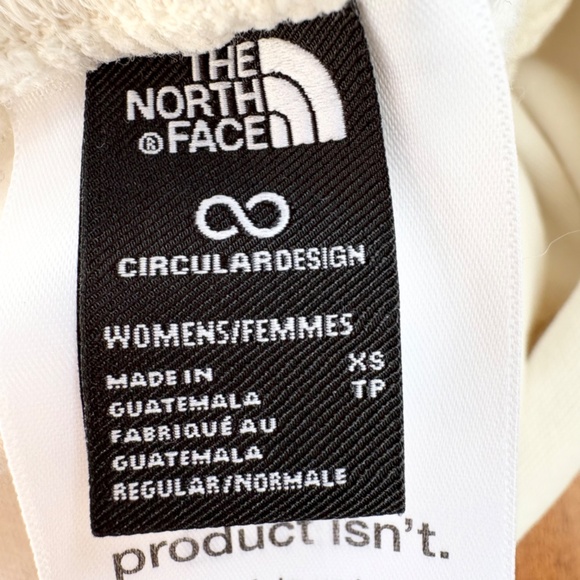 THE
NORTH
®FACE
CIRCULARDESIGN
WOMENS/FEMMES
MADE IN XS
GUATEMALA TP
FABRIQUÉ AU
GUATEMALA
REGULAR/NORMALE
product isn't.